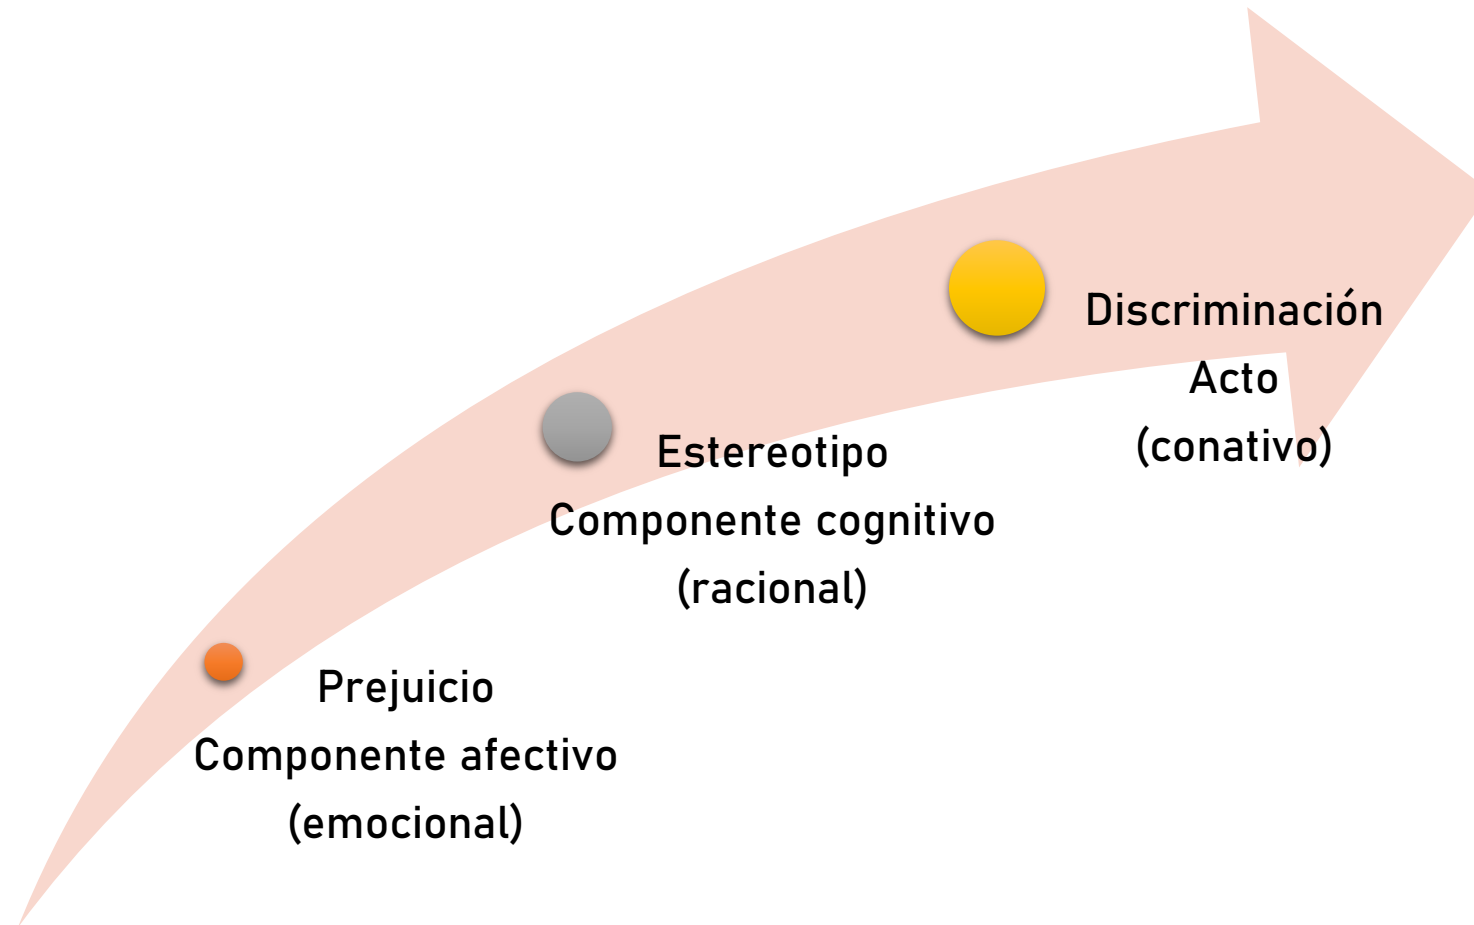 Discriminación
Acto
(conativo)
Estereotipo
Componente cognitivo
(racional)
Prejuicio
Componente afectivo
(emocional)